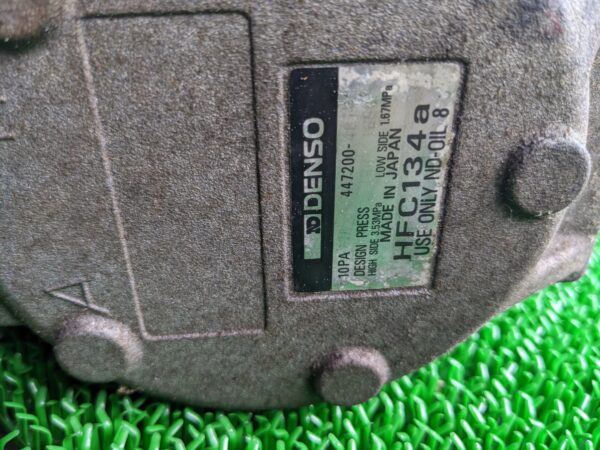 DENSO
447200-
10PA
DESIGN PRESS
HIGH SIDE 3.53MPa LOW SIDE 1.67MPa
MADE IN JAPAN
HFC134a
USE ONLY ND-OIL 8
A